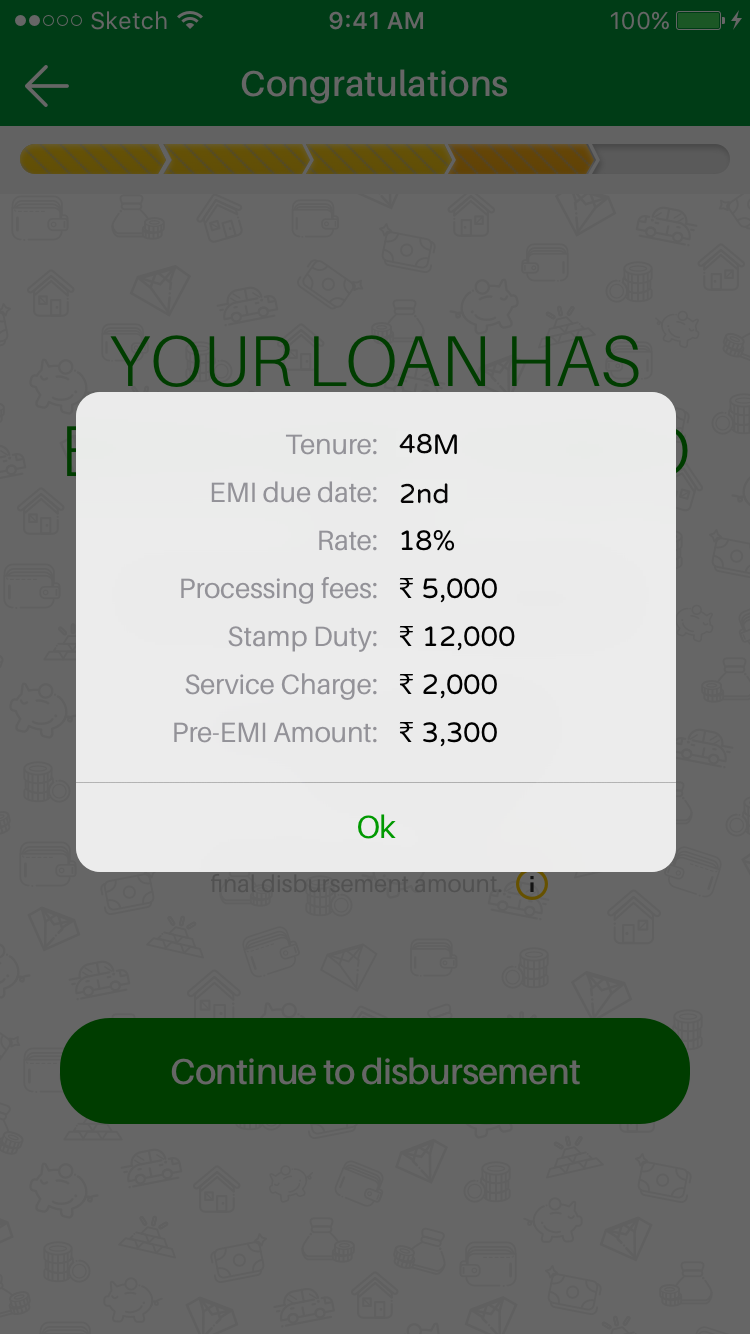 Sketch 9:41 AM 100%
Congratulations
YOUR LOAN HAS
Tenure: 48M
EMI due date: 2nd
Rate: 18%
Processing fees: ₹ 5,000
Stamp Duty: ₹ 12,000
Service Charge: ₹ 2,000
Pre-EMI Amount: ₹ 3,300
Ok
final disbursement amount. i
Continue to disbursement